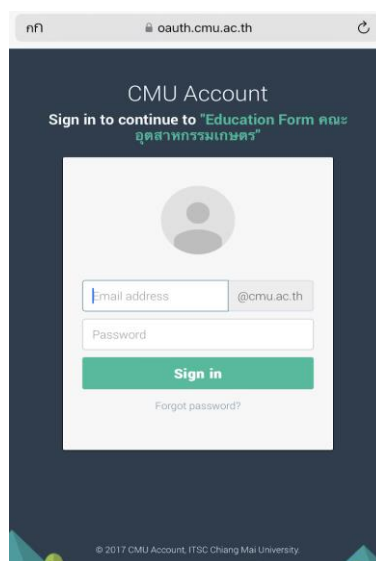 กกิ oauth.cmu.ac.th
CMU Account
Sign in to continue to "Education Form คณะ
อุตสาหกรรมเกษตร"
Email address @cmu.ac.th
Password
Sign in
Forgot password?
© 2017 CMU Account, ITSC Chiang Mai University.